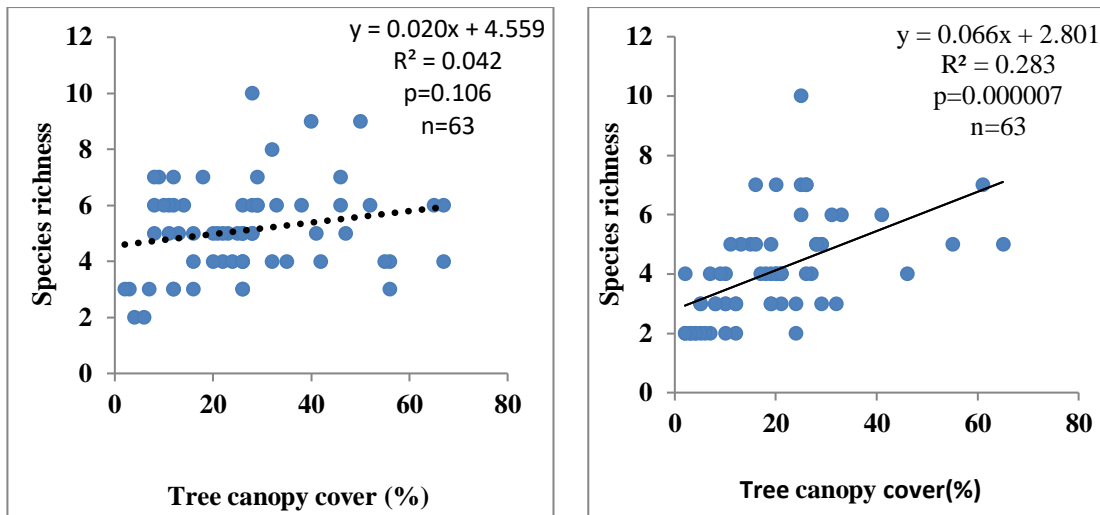 y = 0.020x + 4.559
R² = 0.042
p=0.106
n=63
12
10
8
6
4
2
0
Species richness
0 20 40 60 80
Tree canopy cover (%)
y = 0.066x + 2.801
R² = 0.283
p=0.000007
n=63
12
10
8
6
4
2
0
Species richness
0 20 40 60 80
Tree canopy cover(%)